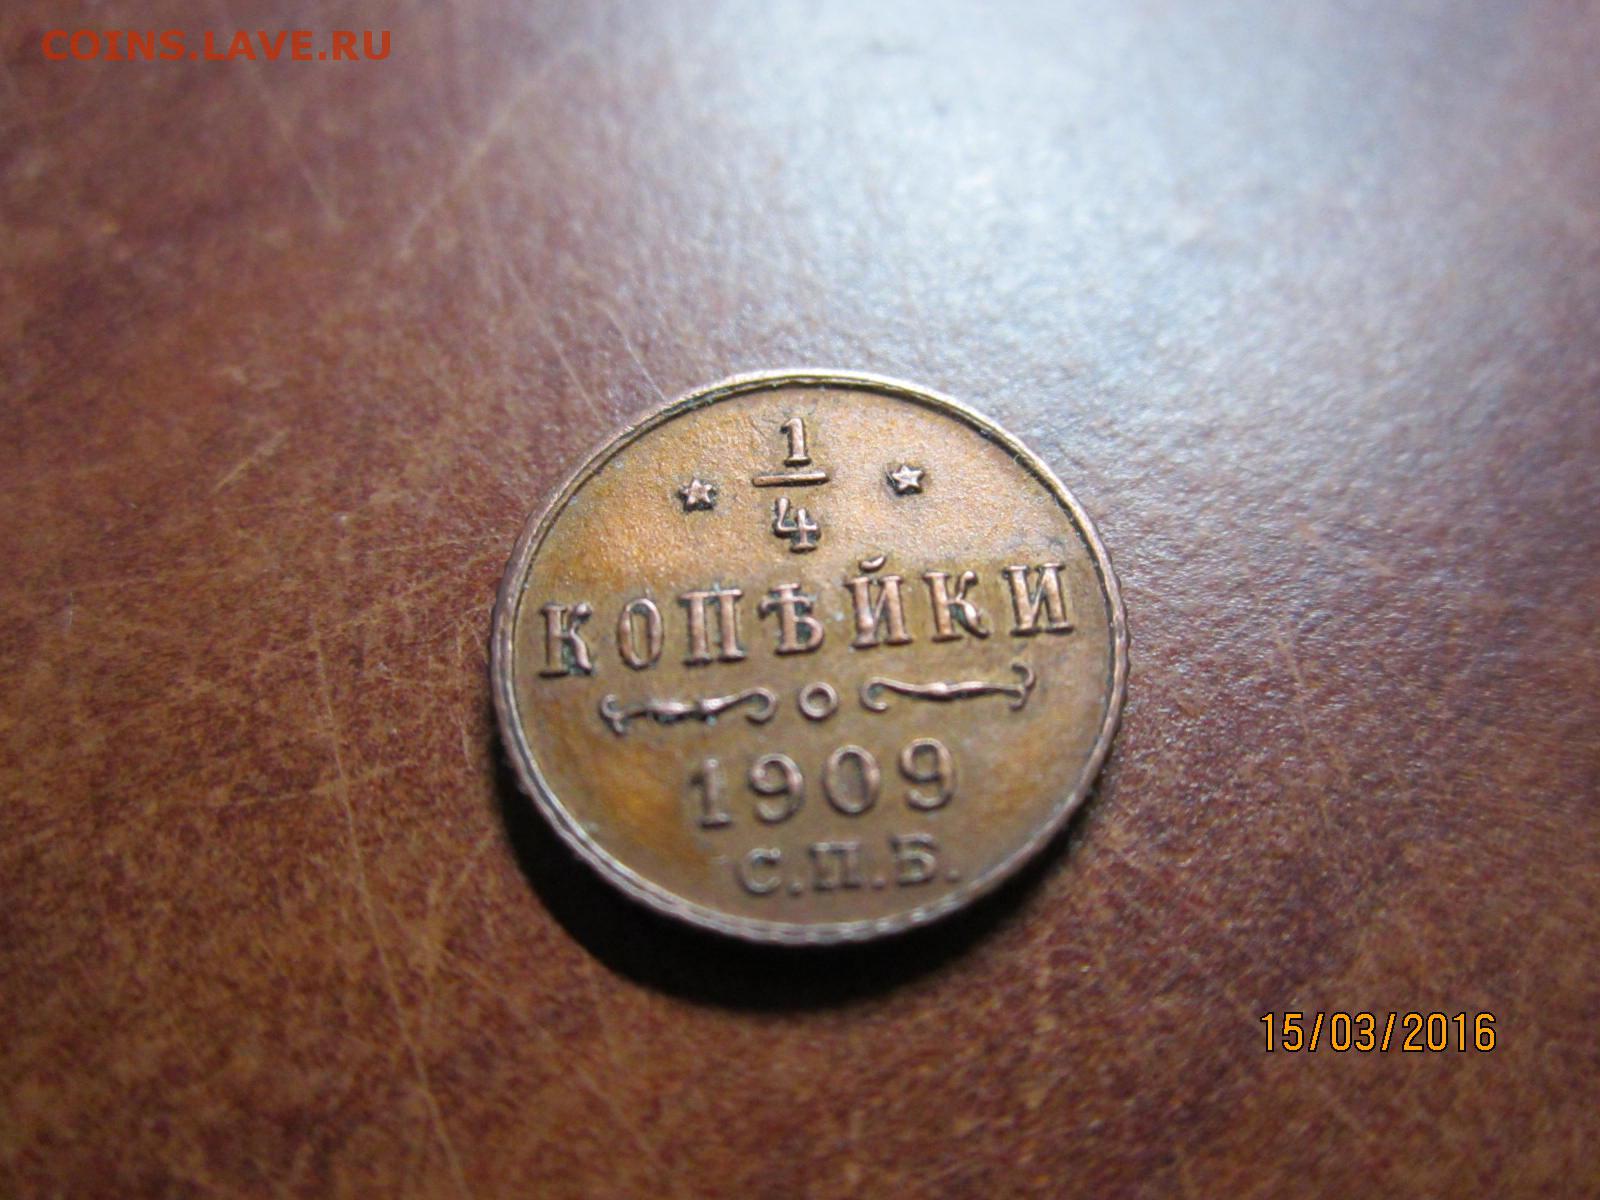 COINS.LAVE.RU
1
4
КОПѢЙКИ
1909
С.П.Б.
15/03/2016